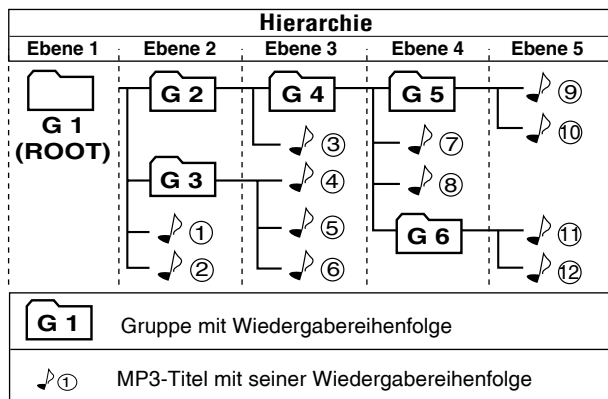 Hierarchie
Ebene 1 Ebene 2 Ebene 3 Ebene 4 Ebene 5
G 1
(ROOT)
G 2 G 4 G 5 ⑨
③ ⑦ ⑩
G 3 ④ ⑧
① ⑤ G 6 ⑪
② ⑥ ⑫
G 1 Gruppe mit Wiedergabereihenfolge
① MP3-Titel mit seiner Wiedergabereihenfolge